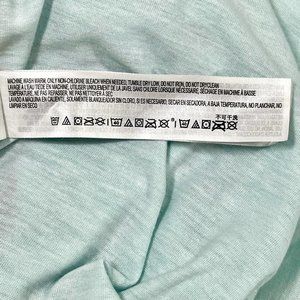 MACHINE WASH WARM, ONLY NON-CHLORINE BLEACH WHEN NEEDED, TUMBLE DRY LOW, DO NOT IRON, DO NOT DRYCLEAN
LAVAGE À L'EAU TIÈDE EN MACHINE, UTILISER UNIQUEMENT DE LA JAVEL SANS CHLORE LORSQUE NÉCESSAIRE, SÉCHAGE EN MACHINE À BASSE
TEMPÉRATURE, NE PAS REPASSER, NE PAS NETTOYER À SEC
LAVADO A MÁQUINA EN CALIENTE, SOLAMENTE BLANQUEADOR SIN CLORO, SI ES NECESARIO, SECAR EN SECADORA, A BAJA TEMPERATURA, NO PLANCHAR, NO
LIMPIAR EN SECO
不可干洗